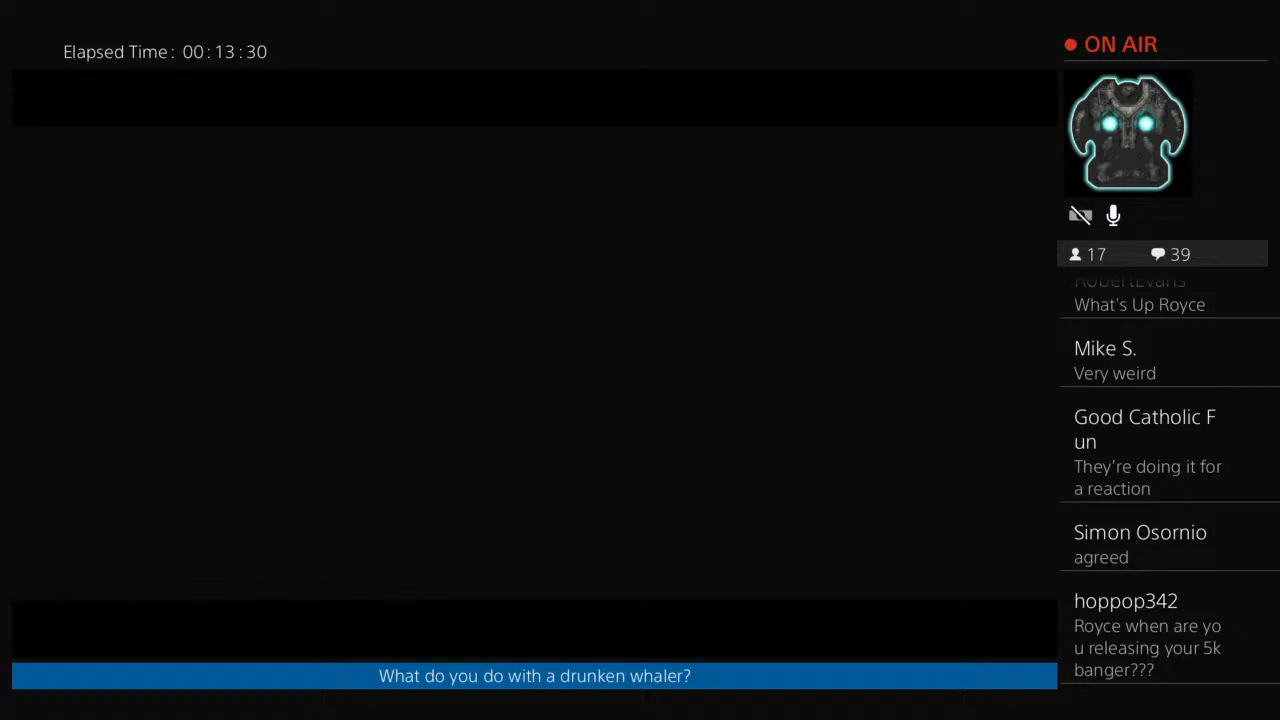 Elapsed Time: 00:13:30
ON AIR
17 39
RobertEvans
What's Up Royce
Mike S.
Very weird
Good Catholic F
un
They're doing it for
a reaction
Simon Osornio
agreed
hoppop342
Royce when are yo
u releasing your 5k
banger???
What do you do with a drunken whaler?